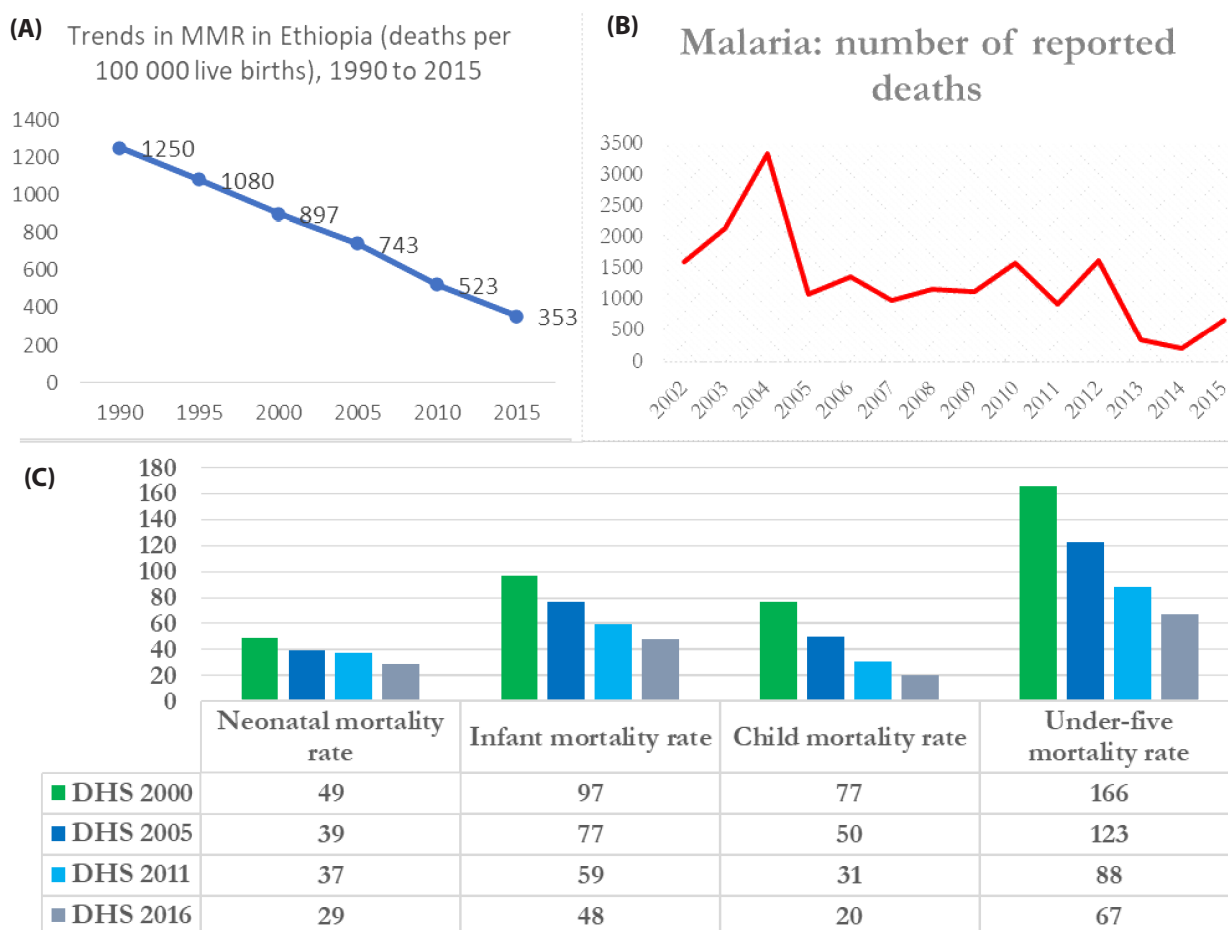 (A)
Trends in MMR in Ethiopia (deaths per
100 000 live births), 1990 to 2015
1400
1200
1000
800
600
400
200
0
1250
1080
897
743
523
353
1990 1995 2000 2005 2010 2015
(B)
Malaria: number of reported
deaths
3500
3000
2500
2000
1500
1000
500
0
2002 2003 2004 2005 2006 2007 2008 2009 2010 2011 2012 2013 2014 2015
(C)
180
160
140
120
100
80
60
40
20
0
Neonatal mortality
rate
Infant mortality rate
Child mortality rate
Under-five
mortality rate
DHS 2000 49 97 77 166
DHS 2005 39 77 50 123
DHS 2011 37 59 31 88
DHS 2016 29 48 20 67